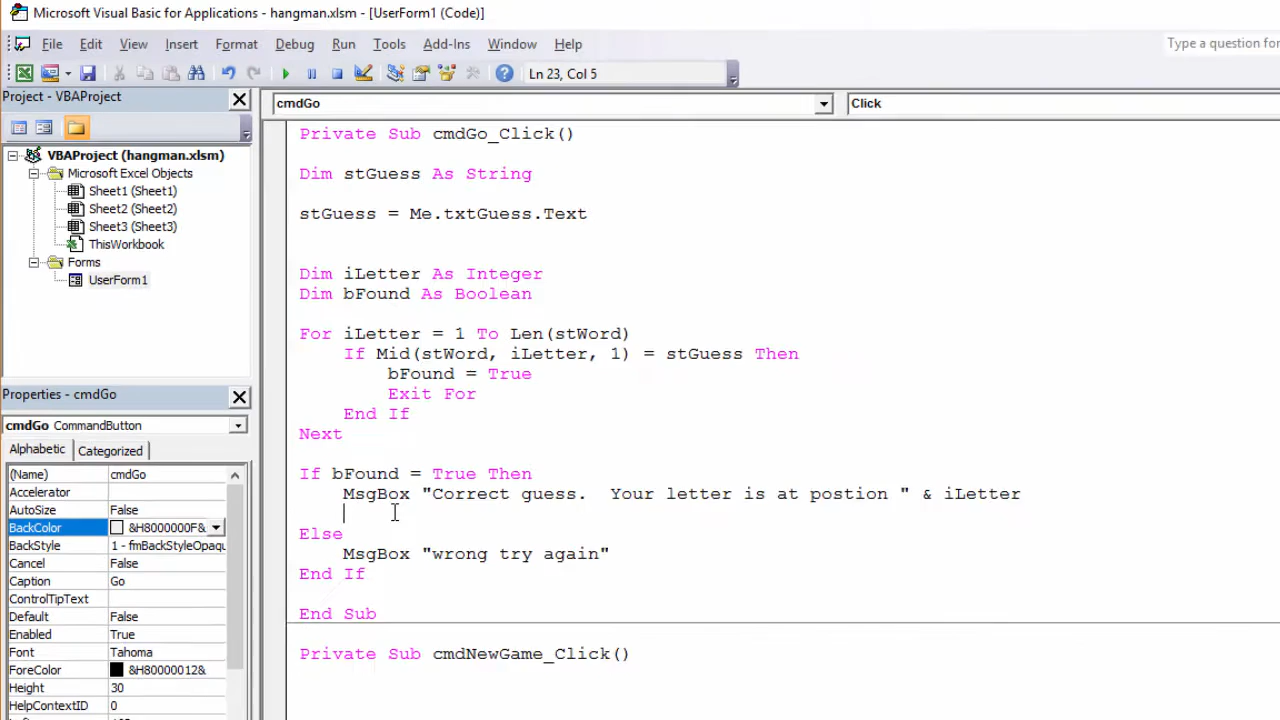 Microsoft Visual Basic for Applications - hangman.xlsm - [UserForm1 (Code)]
File Edit View Insert Format Debug Run Tools Add-Ins Window Help
Type a question for
Ln 23, Col 5
Project - VBAProject
VBAProject (hangman.xlsm)
Microsoft Excel Objects
Sheet1 (Sheet1)
Sheet2 (Sheet2)
Sheet3 (Sheet3)
ThisWorkbook
Forms
UserForm1
Properties - cmdGo
cmdGo CommandButton
Alphabetic Categorized
(Name) cmdGo
Accelerator
AutoSize False
BackColor &H8000000F&
BackStyle 1 - fmBackStyleOpaqu
Cancel False
Caption Go
ControlTipText
Default False
Enabled True
Font Tahoma
ForeColor &H80000012&
Height 30
HelpContextID 0
cmdGo Click
Private Sub cmdGo_Click()
Dim stGuess As String
stGuess = Me.txtGuess.Text
Dim iLetter As Integer
Dim bFound As Boolean
For iLetter = 1 To Len(stWord)
If Mid(stWord, iLetter, 1) = stGuess Then
bFound = True
Exit For
End If
Next
If bFound = True Then
MsgBox "Correct guess.  Your letter is at postion " & iLetter
Else
MsgBox "wrong try again"
End If
End Sub
Private Sub cmdNewGame_Click()